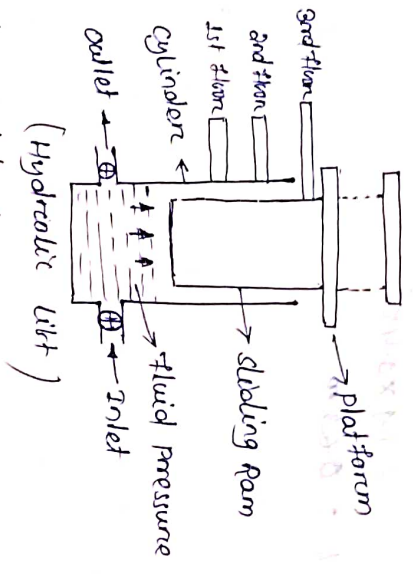 3rd floor
2nd floor
1st floor
Cylinder
Outlet
platform
Sliding Ram
fluid pressure
Inlet
(Hydraulic lift)